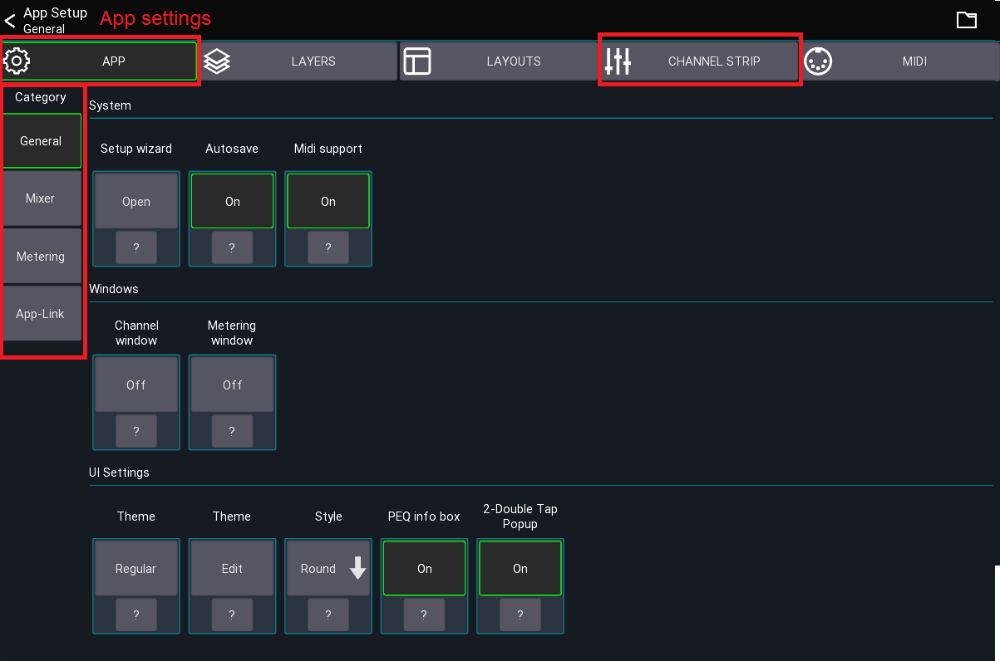 App Setup
General
App settings
APP
LAYERS
LAYOUTS
CHANNEL STRIP
MIDI
Category
General
Mixer
Metering
App-Link
System
Setup wizard
Autosave
Midi support
Open
On
On
?
?
?
Windows
Channel
window
Metering
window
Off
Off
?
?
UI Settings
Theme
Theme
Style
PEQ info box
2-Double Tap
Popup
Regular
Edit
Round
On
On
?
?
?
?
?